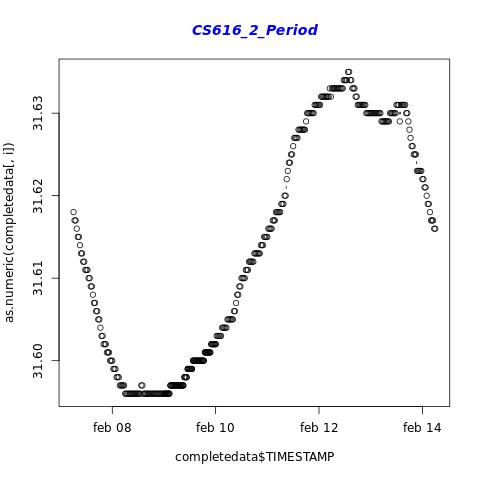 CS616_2_Period
as.numeric(completedata[, i])
31.63
31.62
31.61
31.60
feb 08
feb 10
feb 12
feb 14
completedata$TIMESTAMP